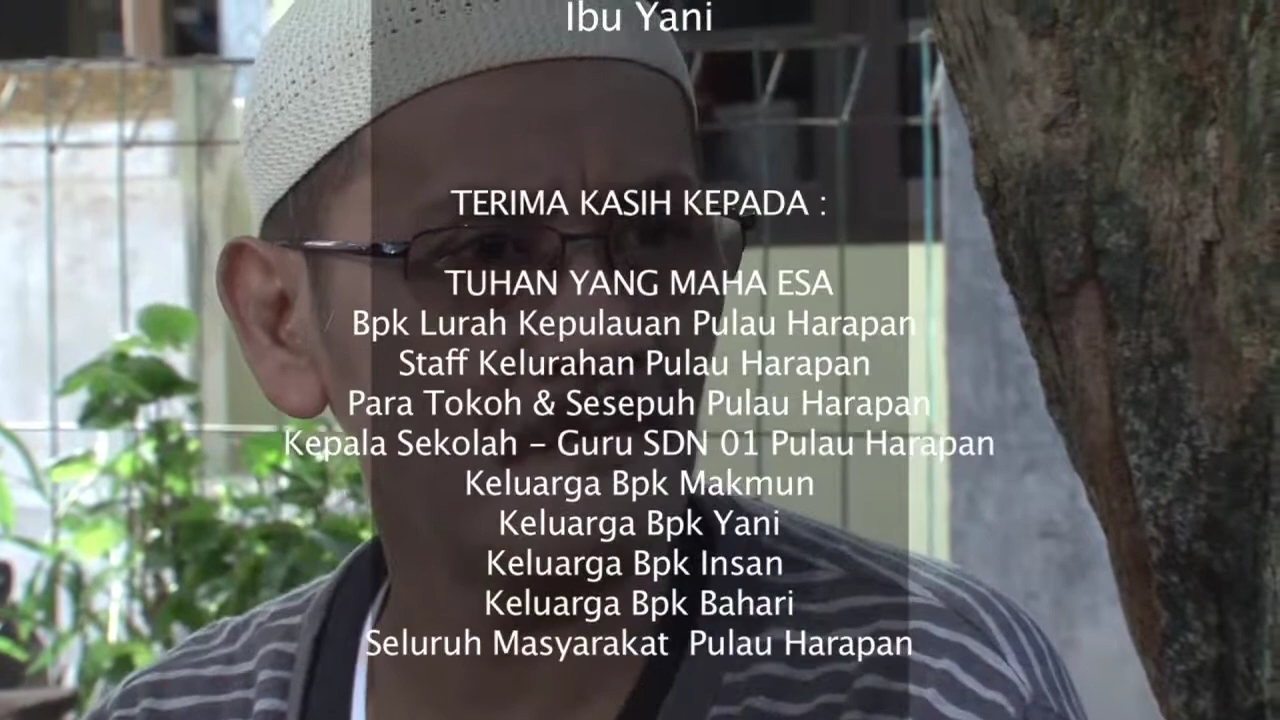 Ibu Yani
TERIMA KASIH KEPADA :
TUHAN YANG MAHA ESA
Bpk Lurah Kepulauan Pulau Harapan
Staff Kelurahan Pulau Harapan
Para Tokoh & Sesepuh Pulau Harapan
Kepala Sekolah – Guru SDN 01 Pulau Harapan
Keluarga Bpk Makmun
Keluarga Bpk Yani
Keluarga Bpk Insan
Keluarga Bpk Bahari
Seluruh Masyarakat  Pulau Harapan